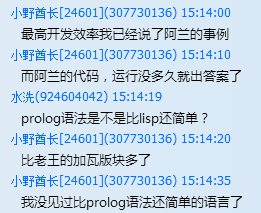 小野酋长[24601](307730136) 15:14:00
最高开发效率我已经说了阿兰的事例
小野酋长[24601](307730136) 15:14:10
而阿兰的代码，运行没多久就出答案了
水洗(924604042) 15:14:19
prolog语法是不是比lisp还简单？
小野酋长[24601](307730136) 15:14:20
比老王的加瓦版块多了
小野酋长[24601](307730136) 15:14:35
我没见过比prolog语法还简单的语言了